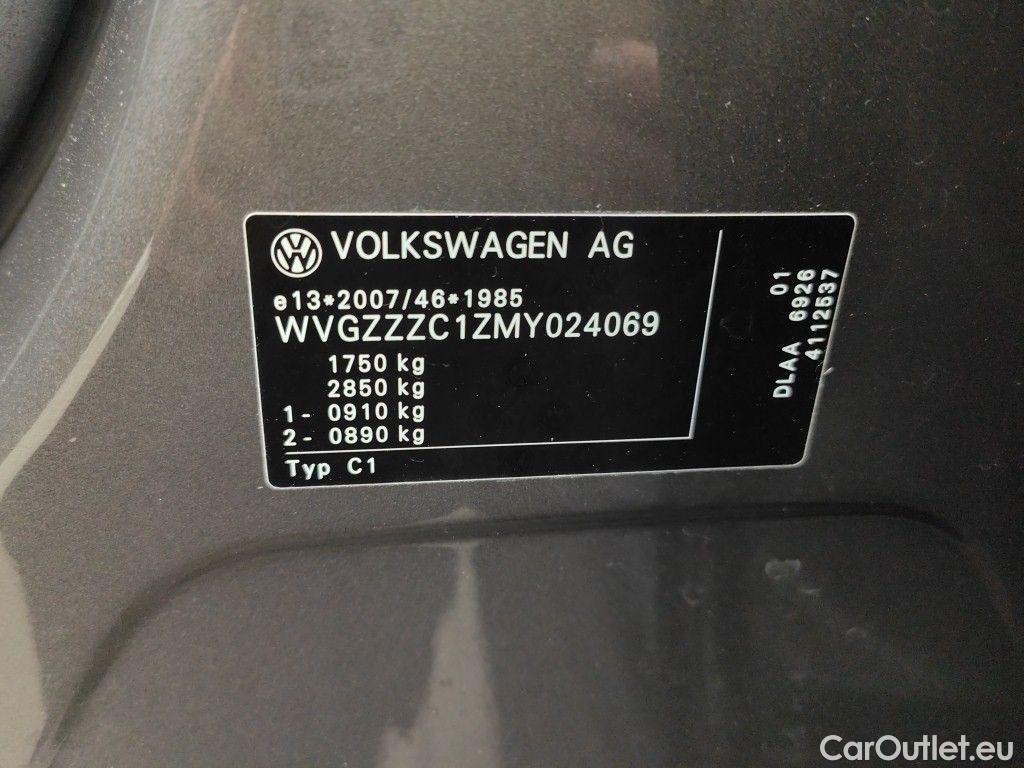 VOLKSWAGEN AG
e13*2007/46*1985
WVGZZZC1ZMY024069
1750 kg
2850 kg
1- 0910 kg
2- 0890 kg
Typ C1
01
DLAA 6926
4112537
CarOutlet.eu